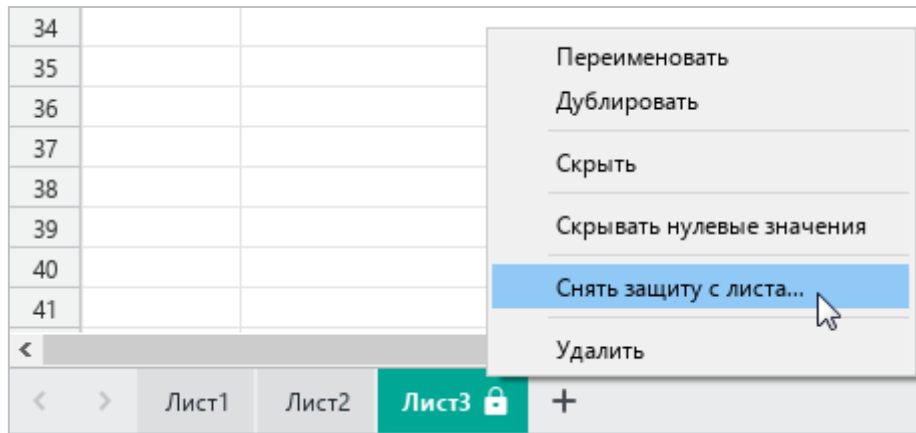 34
35
36
37
38
39
40
41
Переименовать
Дублировать
Скрыть
Скрывать нулевые значения
Снять защиту с листа...
Удалить
Лист1 Лист2 Лист3 +